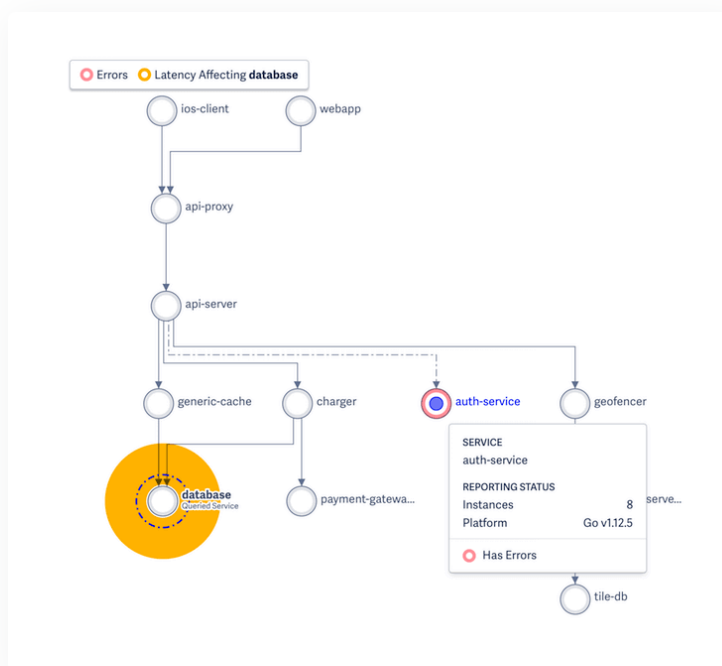 Errors Latency Affecting database
ios-client
webapp
api-proxy
api-server
generic-cache
charger
auth-service
geofencer
SERVICE
auth-service
REPORTING STATUS
Instances 8
Platform Go v1.12.5
Has Errors
database
Queried Service
payment-gatewa...
serve...
tile-db